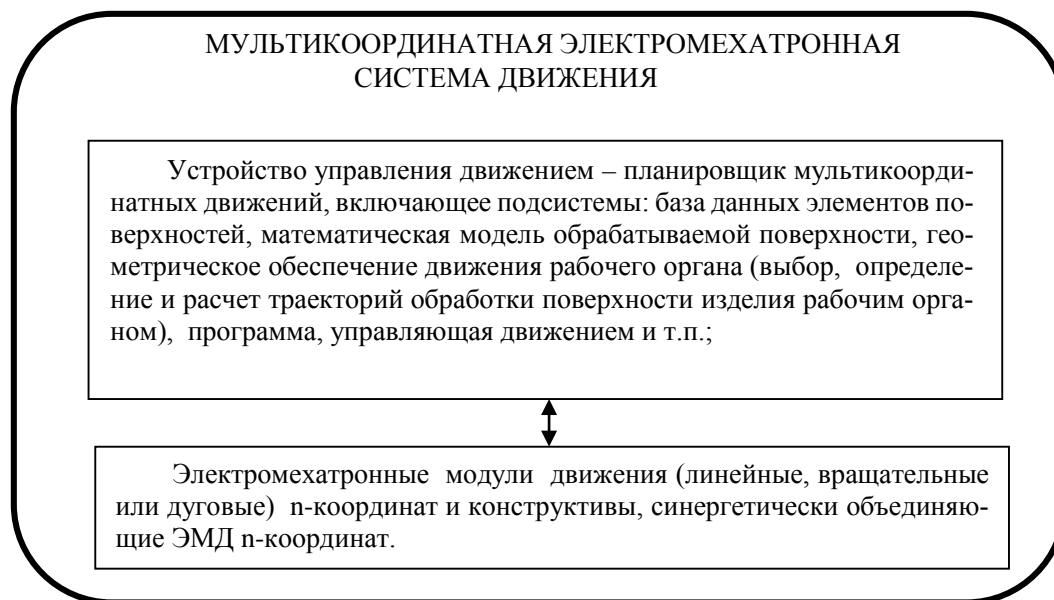 МУЛЬТИКООРДИНАТНАЯ ЭЛЕКТРОМЕХАТРОННАЯ
СИСТЕМА ДВИЖЕНИЯ
Устройство управления движением – планировщик мультикоорди-
натных движений, включающее подсистемы: база данных элементов по-
верхностей, математическая модель обрабатываемой поверхности, гео-
метрическое обеспечение движения рабочего органа (выбор, определе-
ние и расчет траекторий обработки поверхности изделия рабочим орга-
ном), программа, управляющая движением и т.п.;
Электромехатронные модули движения (линейные, вращательные
или дуговые) n-координат и конструктивы, синергетически объединяю-
щие ЭМД n-координат.